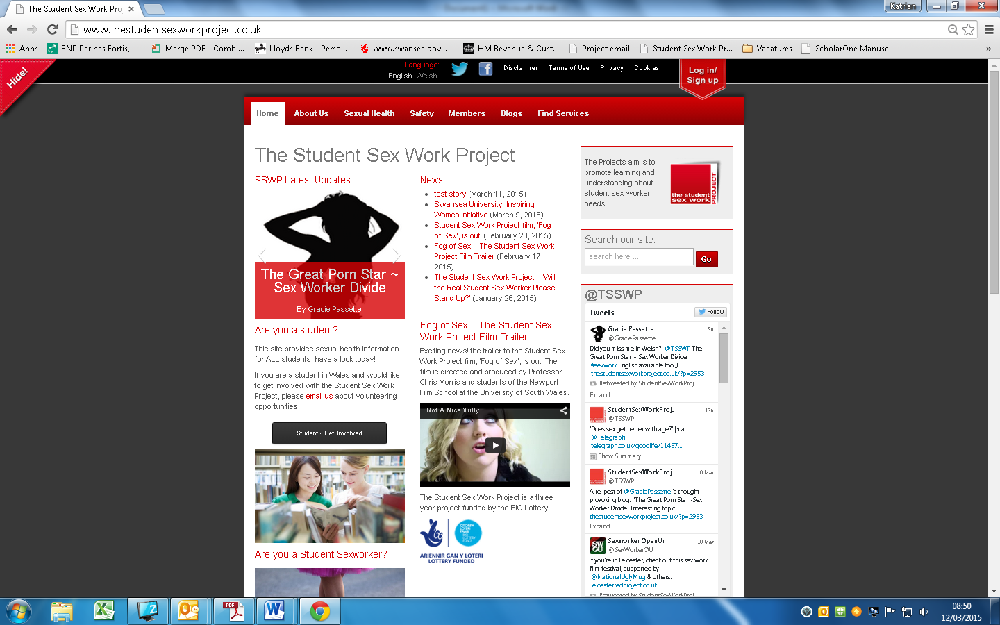 The Student Sex Work Pro
Katrien
www.thestudentsexworkproject.co.uk
Apps
BNP Paribas Fortis, ...
Merge PDF - Combi...
Lloyds Bank - Perso...
www.swansea.gov.u...
HM Revenue & Cust...
Project email
Student Sex Work Pr...
Vacatures
ScholarOne Manusc...
»
Hide!
Language:
English Welsh
Disclaimer
Terms of Use
Privacy
Cookies
Log in/
Sign up
Home
About Us
Sexual Health
Safety
Members
Blogs
Find Services
The Student Sex Work Project
SSWP Latest Updates
The Great Porn Star ~
Sex Worker Divide
By Gracie Passette
Are you a student?
This site provides sexual health information
for ALL students, have a look today!
If you are a student in Wales and would like
to get involved with the Student Sex Work
Project, please email us about volunteering
opportunities.
Student? Get Involved
Are you a Student Sexworker?
News
test story (March 11, 2015)
Swansea University: Inspiring
Women Initiative (March 9, 2015)
Student Sex Work Project film, 'Fog
of Sex', is out! (February 23, 2015)
Fog of Sex – The Student Sex Work
Project Film Trailer (February 17,
2015)
The Student Sex Work Project – 'Will
the Real Student Sex Worker Please
Stand Up?' (January 26, 2015)
Fog of Sex – The Student Sex
Work Project Film Trailer
Exciting news! the trailer to the Student Sex
Work Project film, 'Fog of Sex', is out! The
film is directed and produced by Professor
Chris Morris and students of the Newport
Film School at the University of South Wales.
Not A Nice Willy
The Student Sex Work Project is a three
year project funded by the BIG Lottery.
CRONFA
LOTERI FAWR
BIG
LOTTERY
FUND
ARIENNIR GAN Y LOTERI
LOTTERY FUNDED
The Projects aim is to
promote learning and
understanding about
student sex worker
needs
the student
sex work
PROJECT
Search our site:
search here ...
Go
@TSSWP
Tweets
Follow
Gracie Passette
5h
@GraciePassette
Did you miss me in Welsh?! @TSSWP The
Great Porn Star ~ Sex Worker Divide
#sexwork English available too ;)
thestudentsexworkproject.co.uk/?p=2953
Retweeted by StudentSexWorkProj.
Expand
StudentSexWorkProj.
13h
@TSSWP
'Does sex get better with age?' | via
@Telegraph
telegraph.co.uk/goodlife/11457...
Show Summary
StudentSexWorkProj.
10 Mar
@TSSWP
A re-post of @GraciePassette 's thought
provoking blog: 'The Great Porn Star~Sex
Worker Divide'.Interesting topic:
thestudentsexworkproject.co.uk/?p=2953
Expand
Sexworker OpenUni
10 Mar
@SexWorkerOU
SW
OU
If you're in Leicester, check out this sex work
film festival, supported by
@NationalUglyMug & others:
leicesterredproject.co.uk
Retweeted by StudentSexWorkProj.
PDF
08:50
12/03/2015